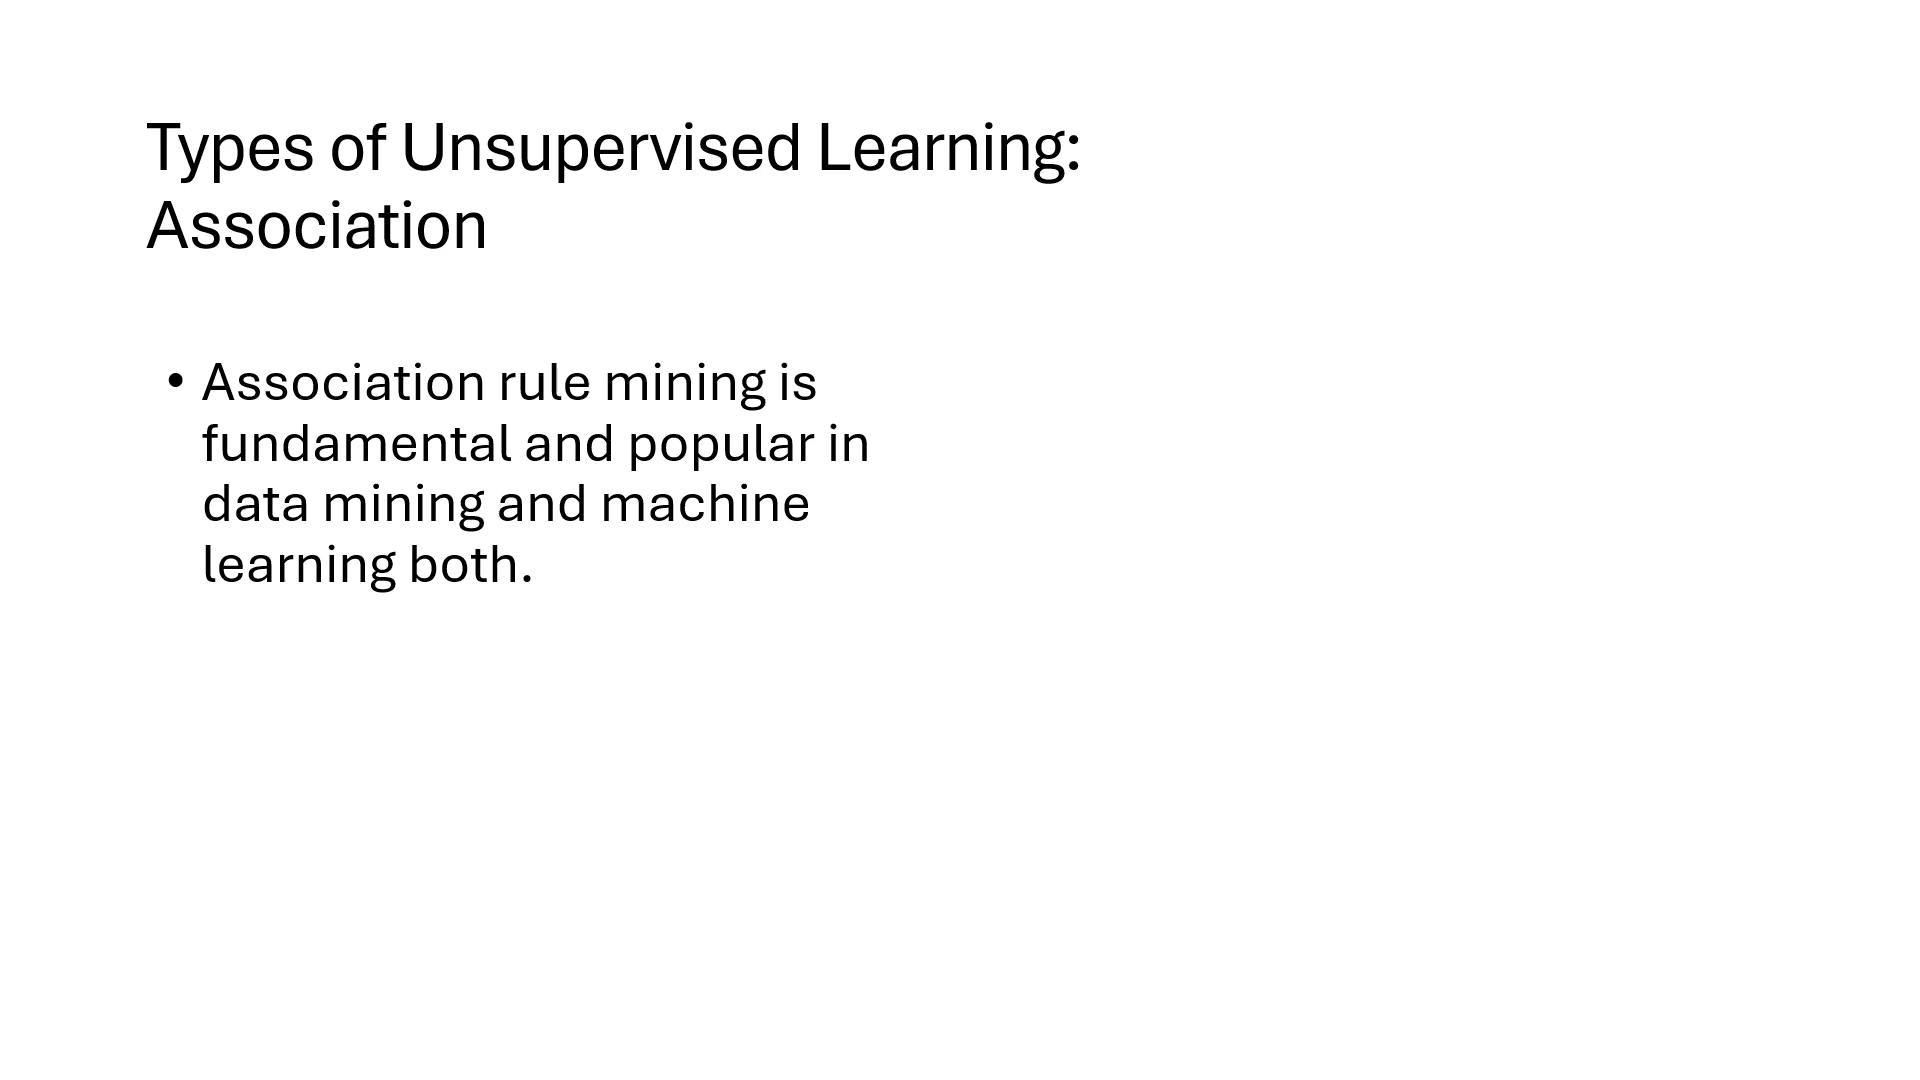 Types of Unsupervised Learning:
Association
• Association rule mining is
fundamental and popular in
data mining and machine
learning both.